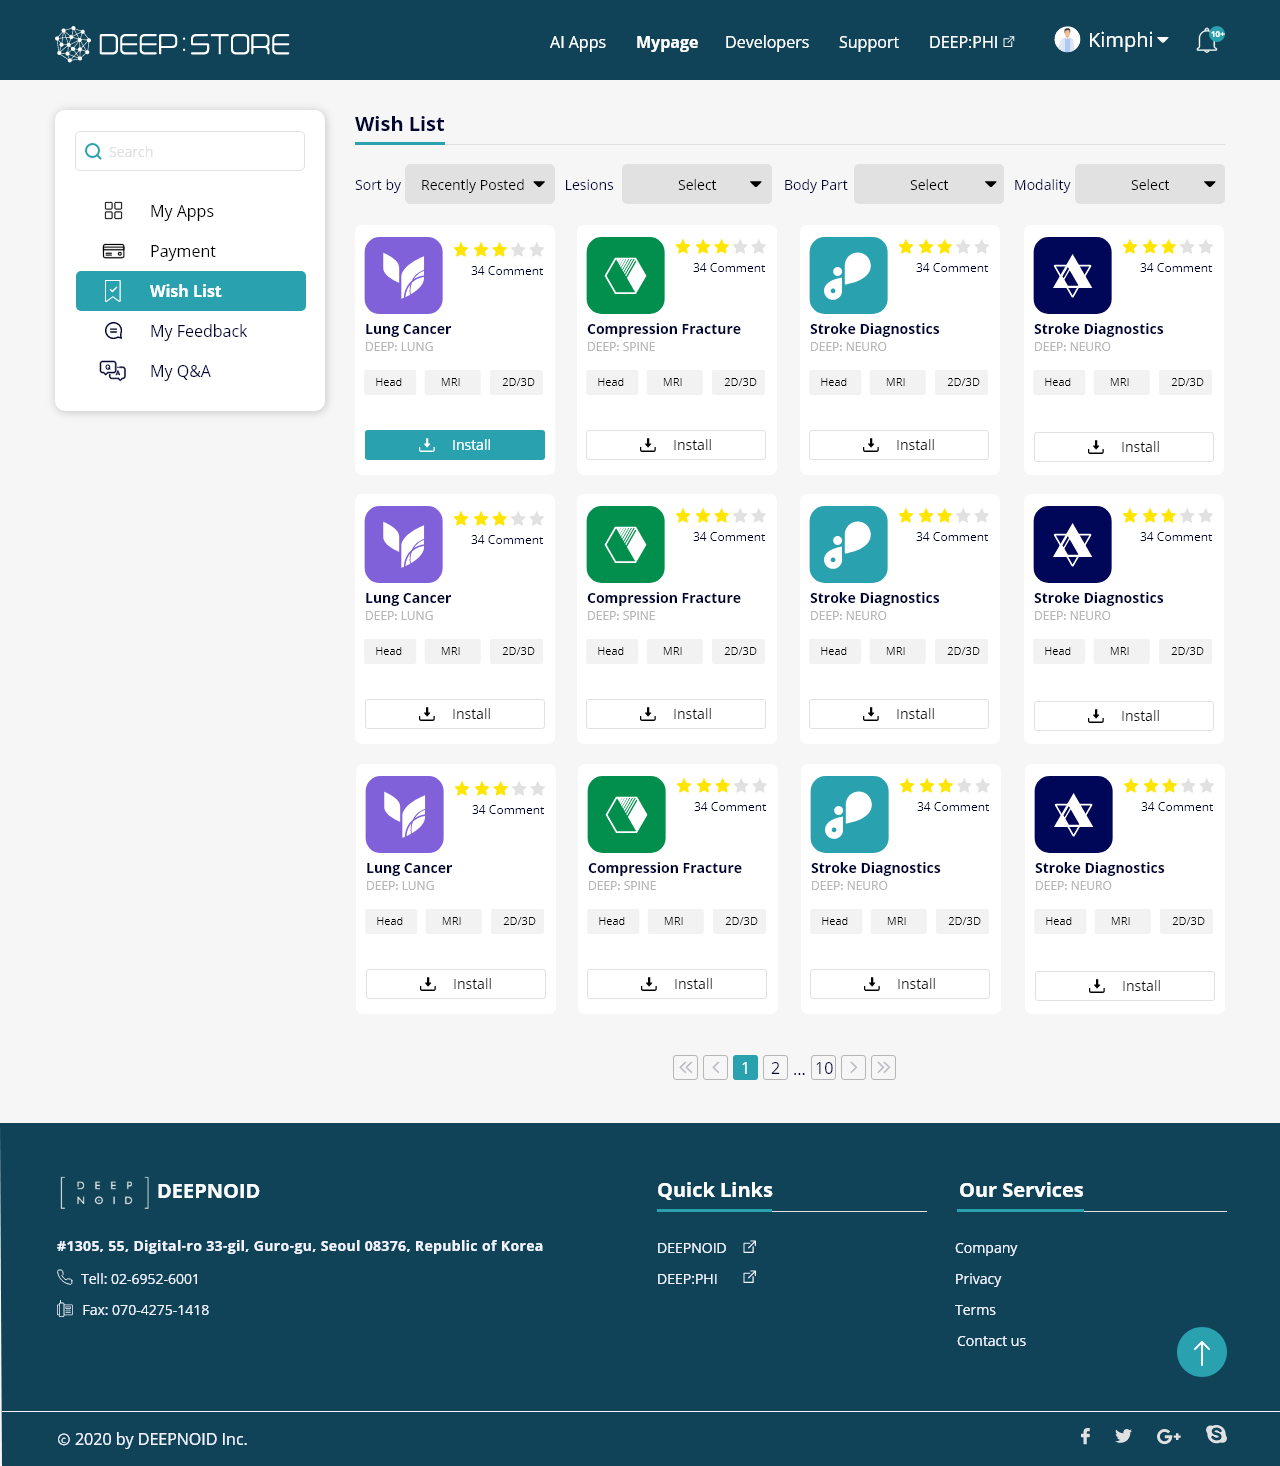 DEEP:STORE
AI Apps
Mypage
Developers
Support
DEEP:PHI
Kimphi
10+
Search
My Apps
Payment
Wish List
My Feedback
My Q&A
Wish List
Sort by
Recently Posted
Lesions
Select
Body Part
Select
Modality
Select
34 Comment
Lung Cancer
DEEP: LUNG
Head
MRI
2D/3D
Install
34 Comment
Compression Fracture
DEEP: SPINE
Head
MRI
2D/3D
Install
34 Comment
Stroke Diagnostics
DEEP: NEURO
Head
MRI
2D/3D
Install
34 Comment
Stroke Diagnostics
DEEP: NEURO
Head
MRI
2D/3D
Install
34 Comment
Lung Cancer
DEEP: LUNG
Head
MRI
2D/3D
Install
34 Comment
Compression Fracture
DEEP: SPINE
Head
MRI
2D/3D
Install
34 Comment
Stroke Diagnostics
DEEP: NEURO
Head
MRI
2D/3D
Install
34 Comment
Stroke Diagnostics
DEEP: NEURO
Head
MRI
2D/3D
Install
34 Comment
Lung Cancer
DEEP: LUNG
Head
MRI
2D/3D
Install
34 Comment
Compression Fracture
DEEP: SPINE
Head
MRI
2D/3D
Install
34 Comment
Stroke Diagnostics
DEEP: NEURO
Head
MRI
2D/3D
Install
34 Comment
Stroke Diagnostics
DEEP: NEURO
Head
MRI
2D/3D
Install
1 2 ... 10
DEEP
NOID
DEEPNOID
#1305, 55, Digital-ro 33-gil, Guro-gu, Seoul 08376, Republic of Korea
Tell: 02-6952-6001
Fax: 070-4275-1418
Quick Links
DEEPNOID
DEEP:PHI
Our Services
Company
Privacy
Terms
Contact us
© 2020 by DEEPNOID Inc.